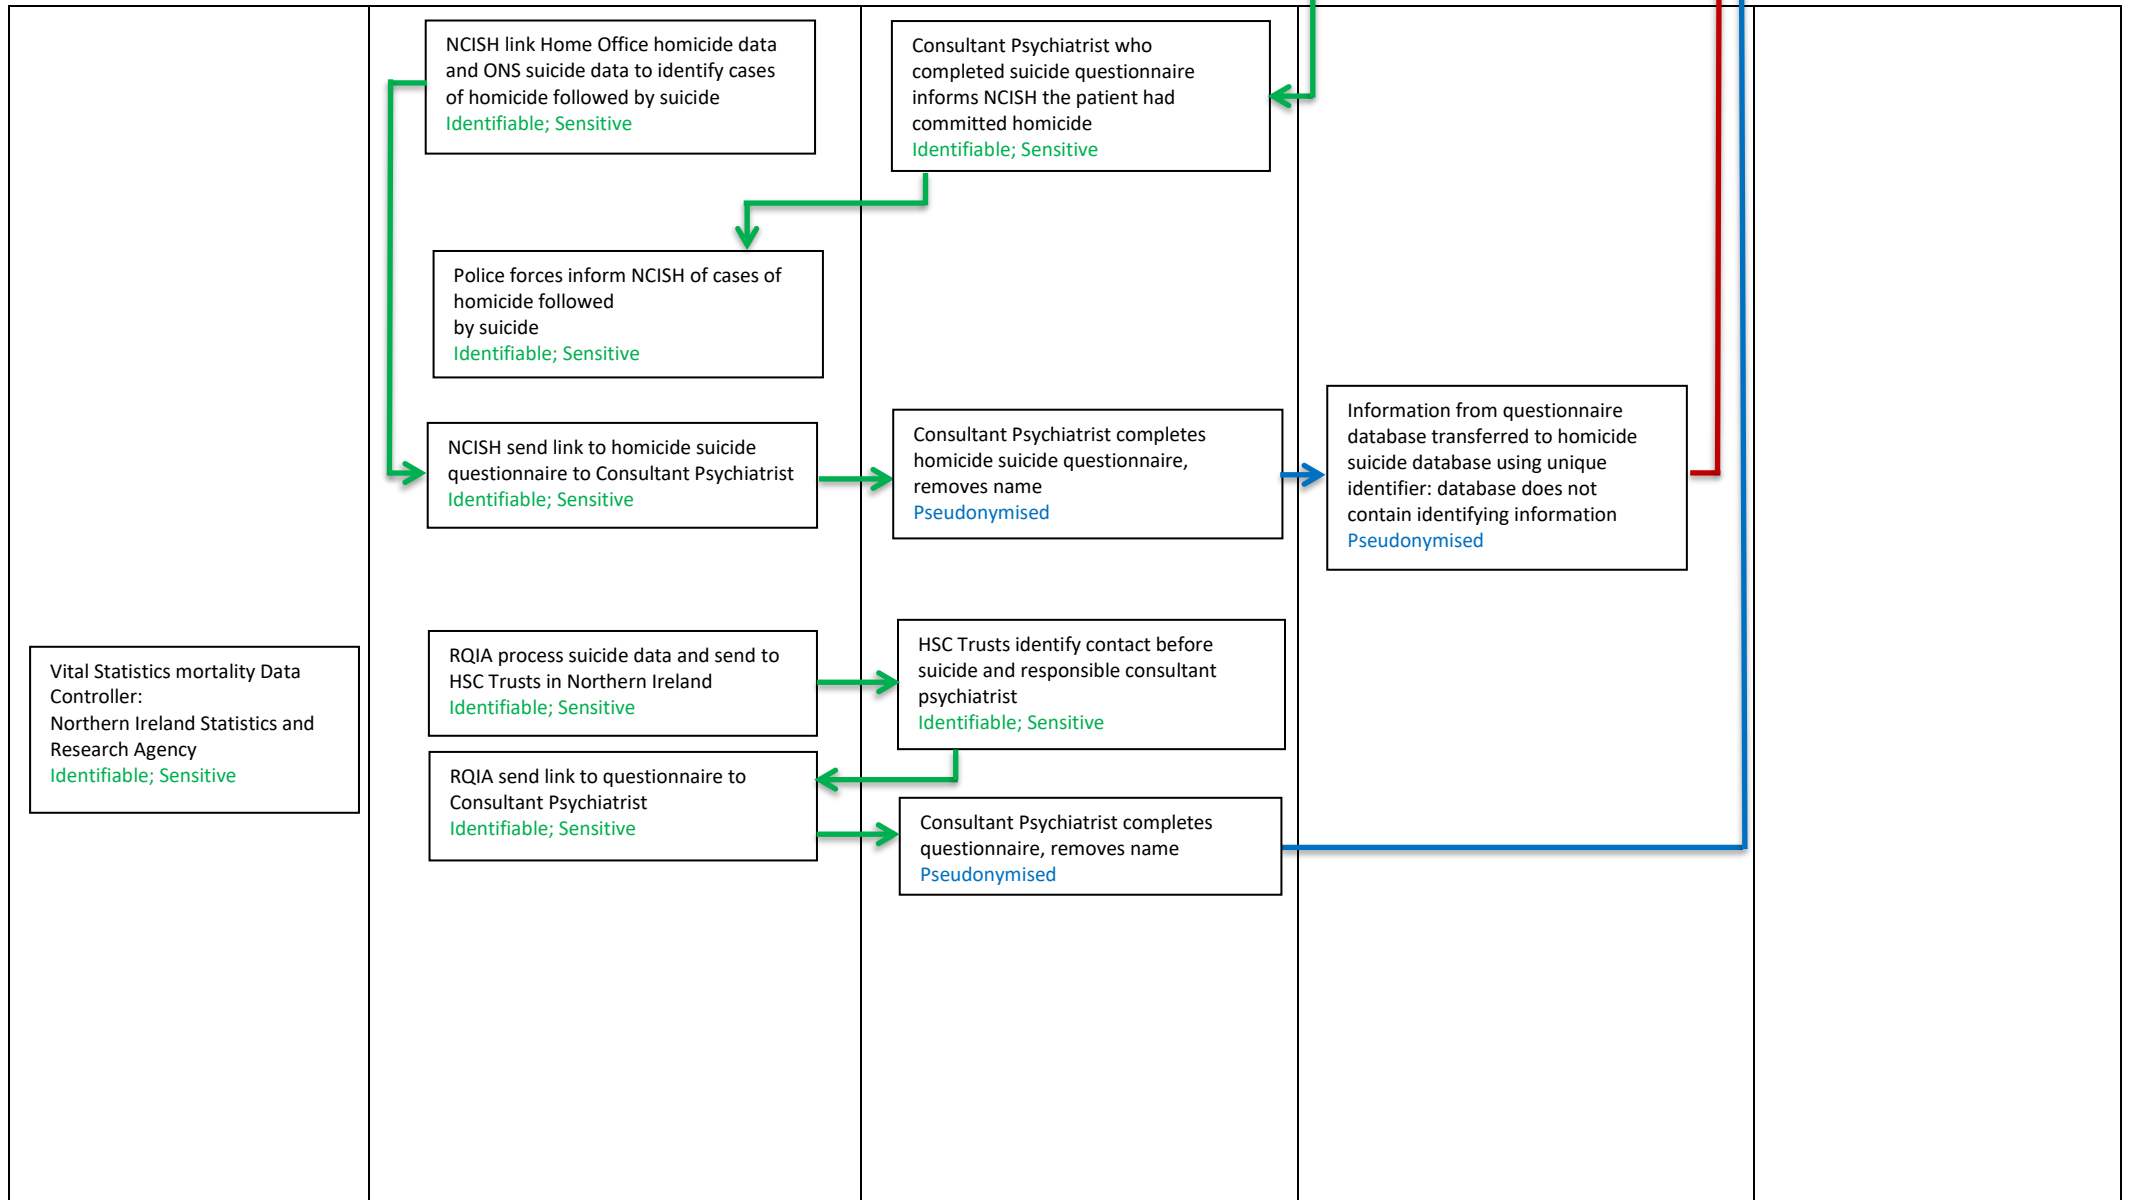 NCISH link Home Office homicide data
and ONS suicide data to identify cases
of homicide followed by suicide
Identifiable; Sensitive
Consultant Psychiatrist who
completed suicide questionnaire
informs NCISH the patient had
committed homicide
Identifiable; Sensitive
Police forces inform NCISH of cases of
homicide followed
by suicide
Identifiable; Sensitive
NCISH send link to homicide suicide
questionnaire to Consultant Psychiatrist
Identifiable; Sensitive
Consultant Psychiatrist completes
homicide suicide questionnaire,
removes name
Pseudonymised
Information from questionnaire
database transferred to homicide
suicide database using unique
identifier: database does not
contain identifying information
Pseudonymised
Vital Statistics mortality Data
Controller:
Northern Ireland Statistics and
Research Agency
Identifiable; Sensitive
RQIA process suicide data and send to
HSC Trusts in Northern Ireland
Identifiable; Sensitive
HSC Trusts identify contact before
suicide and responsible consultant
psychiatrist
Identifiable; Sensitive
RQIA send link to questionnaire to
Consultant Psychiatrist
Identifiable; Sensitive
Consultant Psychiatrist completes
questionnaire, removes name
Pseudonymised